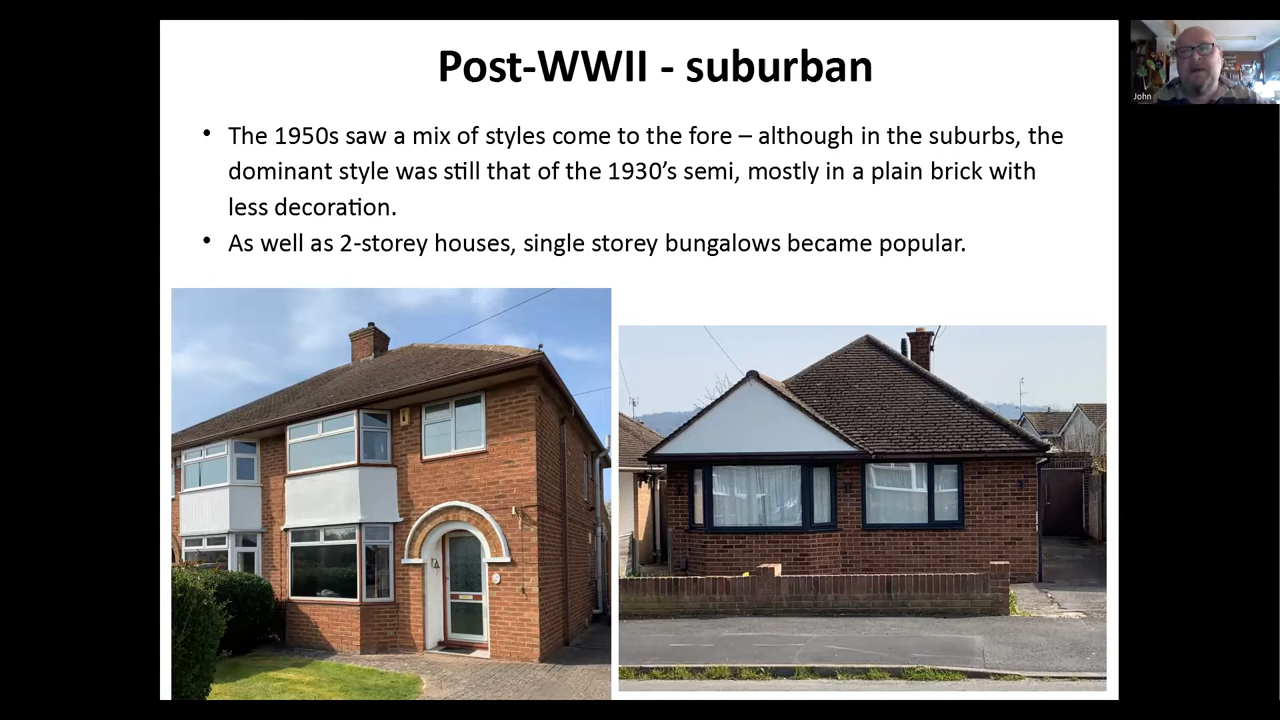 Post-WWII - suburban
John
• The 1950s saw a mix of styles come to the fore – although in the suburbs, the
dominant style was still that of the 1930’s semi, mostly in a plain brick with
less decoration.
• As well as 2-storey houses, single storey bungalows became popular.